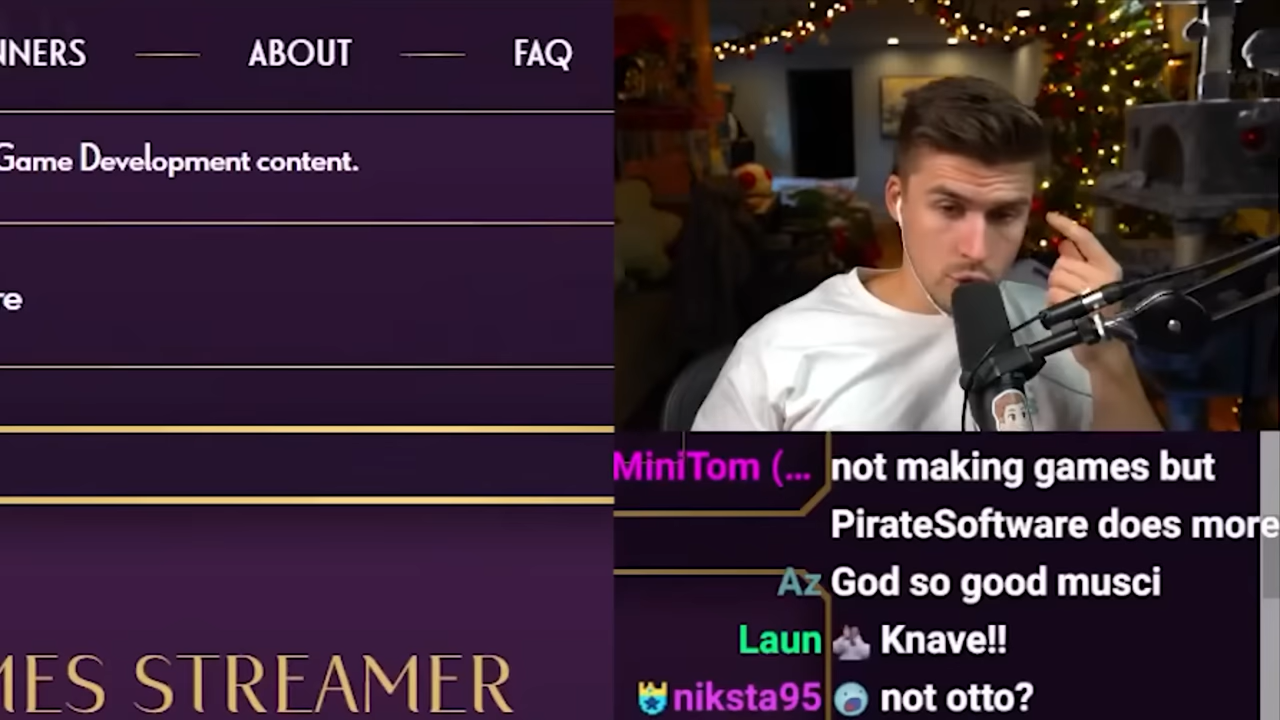 NNERS ABOUT FAQ
Game Development content.
re
MES STREAMER
MiniTom (... not making games but
PirateSoftware does more
Az God so good musci
Laun Knave!!
niksta95 not otto?